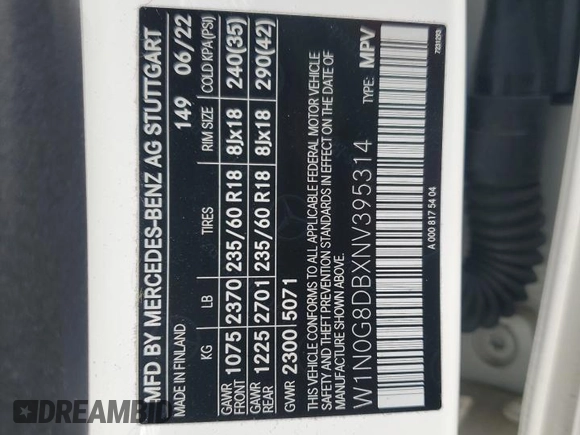 MFD BY MERCEDES-BENZ AG STUTTGART
MADE IN FINLAND 149 06/22
KG LB TIRES RIM SIZE COLD KPA(PSI)
GAWR FRONT 1075 2370 235/60 R18 8Jx18 240(35)
GAWR REAR 1225 2701 235/60 R18 8Jx18 290(42)
GVWR 2300 5071
THIS VEHICLE CONFORMS TO ALL APPLICABLE FEDERAL MOTOR VEHICLE
SAFETY AND THEFT PREVENTION STANDARDS IN EFFECT ON THE DATE OF
MANUFACTURE SHOWN ABOVE.
W1N0G8DBXNV395314 TYPE: MPV
A 000 817 54 04
DREAMBID